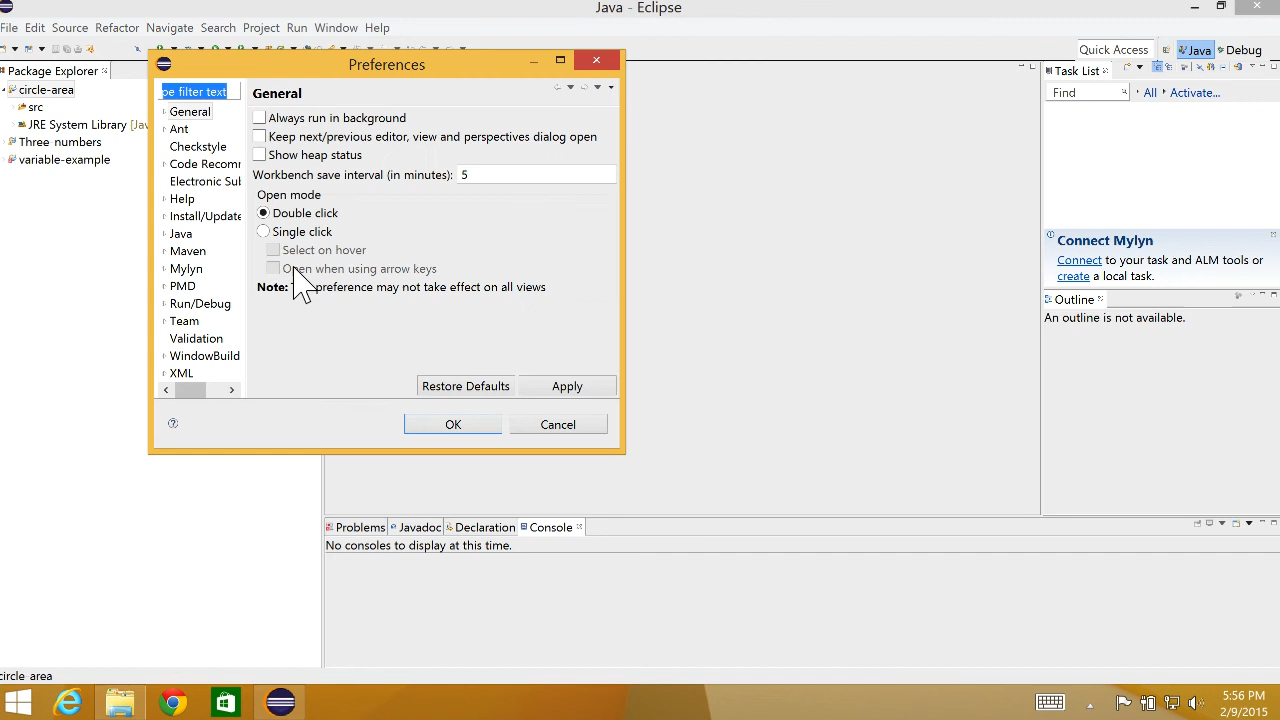 Java - Eclipse
File Edit Source Refactor Navigate Search Project Run Window Help
Quick Access Java Debug
Package Explorer
circle-area
src
JRE System Library [Jav
Three-numbers
variable-example
Preferences
pe filter text
General
Ant
Checkstyle
Code Recomn
Electronic Sub
Help
Install/Update
Java
Maven
Mylyn
PMD
Run/Debug
Team
Validation
WindowBuild
XML
General
Always run in background
Keep next/previous editor, view and perspectives dialog open
Show heap status
Workbench save interval (in minutes): 5
Open mode
Double click
Single click
Select on hover
Open when using arrow keys
Note: preference may not take effect on all views
Restore Defaults Apply
OK Cancel
Task List
Find All Activate...
Connect Mylyn
Connect to your task and ALM tools or
create a local task.
Outline
An outline is not available.
Problems Javadoc Declaration Console
No consoles to display at this time.
circle-area
5:56 PM
2/9/2015